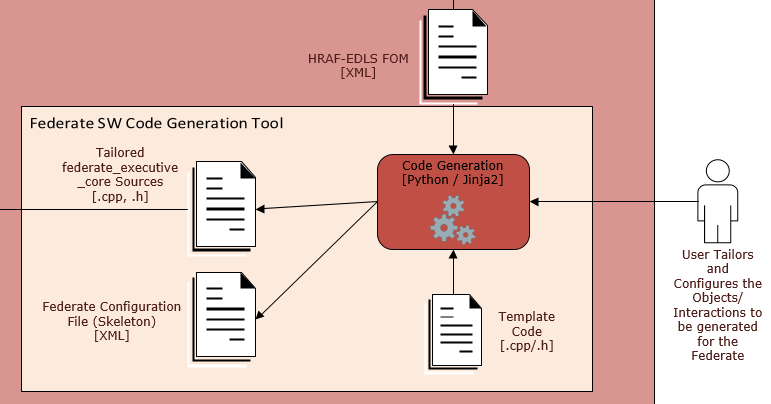 HRAF-EDLS FOM
[XML]
Federate SW Code Generation Tool
Tailored
federate_executive
_core Sources
[.cpp, .h]
Code Generation
[Python / Jinja2]
User Tailors
and
Configures the
Objects/
Interactions to
be generated
for the
Federate
Federate Configuration
File (Skeleton)
[XML]
Template
Code
[.cpp/.h]